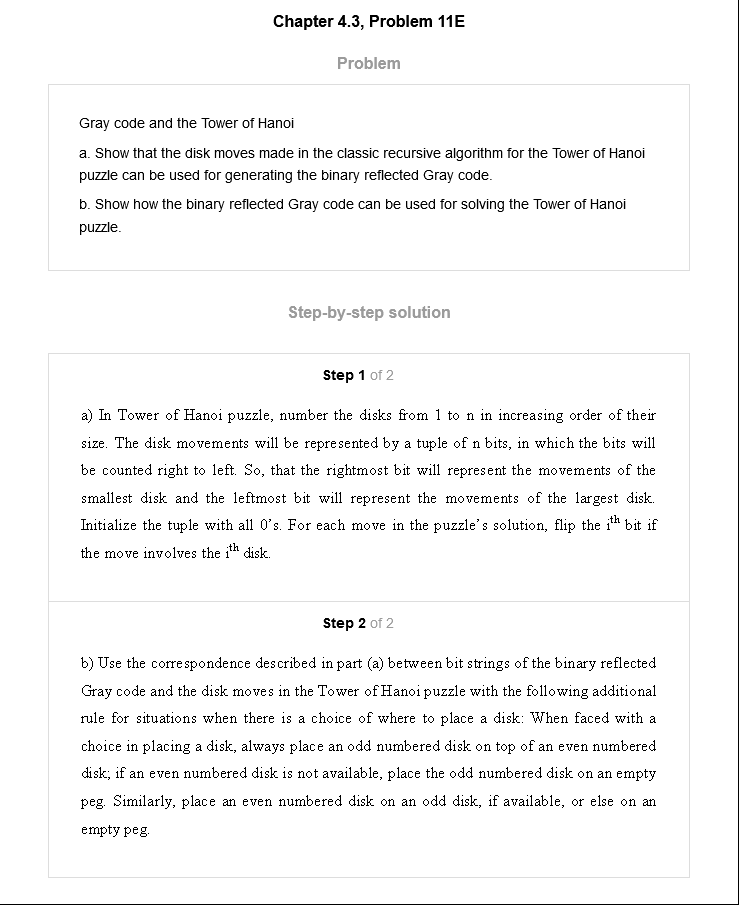 Chapter 4.3, Problem 11E
Problem
Gray code and the Tower of Hanoi
a. Show that the disk moves made in the classic recursive algorithm for the Tower of Hanoi
puzzle can be used for generating the binary reflected Gray code.
b. Show how the binary reflected Gray code can be used for solving the Tower of Hanoi
puzzle.
Step-by-step solution
Step 1 of 2
a) In Tower of Hanoi puzzle, number the disks from 1 to n in increasing order of their
size. The disk movements will be represented by a tuple of n bits, in which the bits will
be counted right to left. So, that the rightmost bit will represent the movements of the
smallest disk and the leftmost bit will represent the movements of the largest disk.
Initialize the tuple with all 0's. For each move in the puzzle's solution, flip the ith bit if
the move involves the ith disk.
Step 2 of 2
b) Use the correspondence described in part (a) between bit strings of the binary reflected
Gray code and the disk moves in the Tower of Hanoi puzzle with the following additional
rule for situations when there is a choice of where to place a disk: When faced with a
choice in placing a disk, always place an odd numbered disk on top of an even numbered
disk; if an even numbered disk is not available, place the odd numbered disk on an empty
peg. Similarly, place an even numbered disk on an odd disk, if available, or else on an
empty peg.